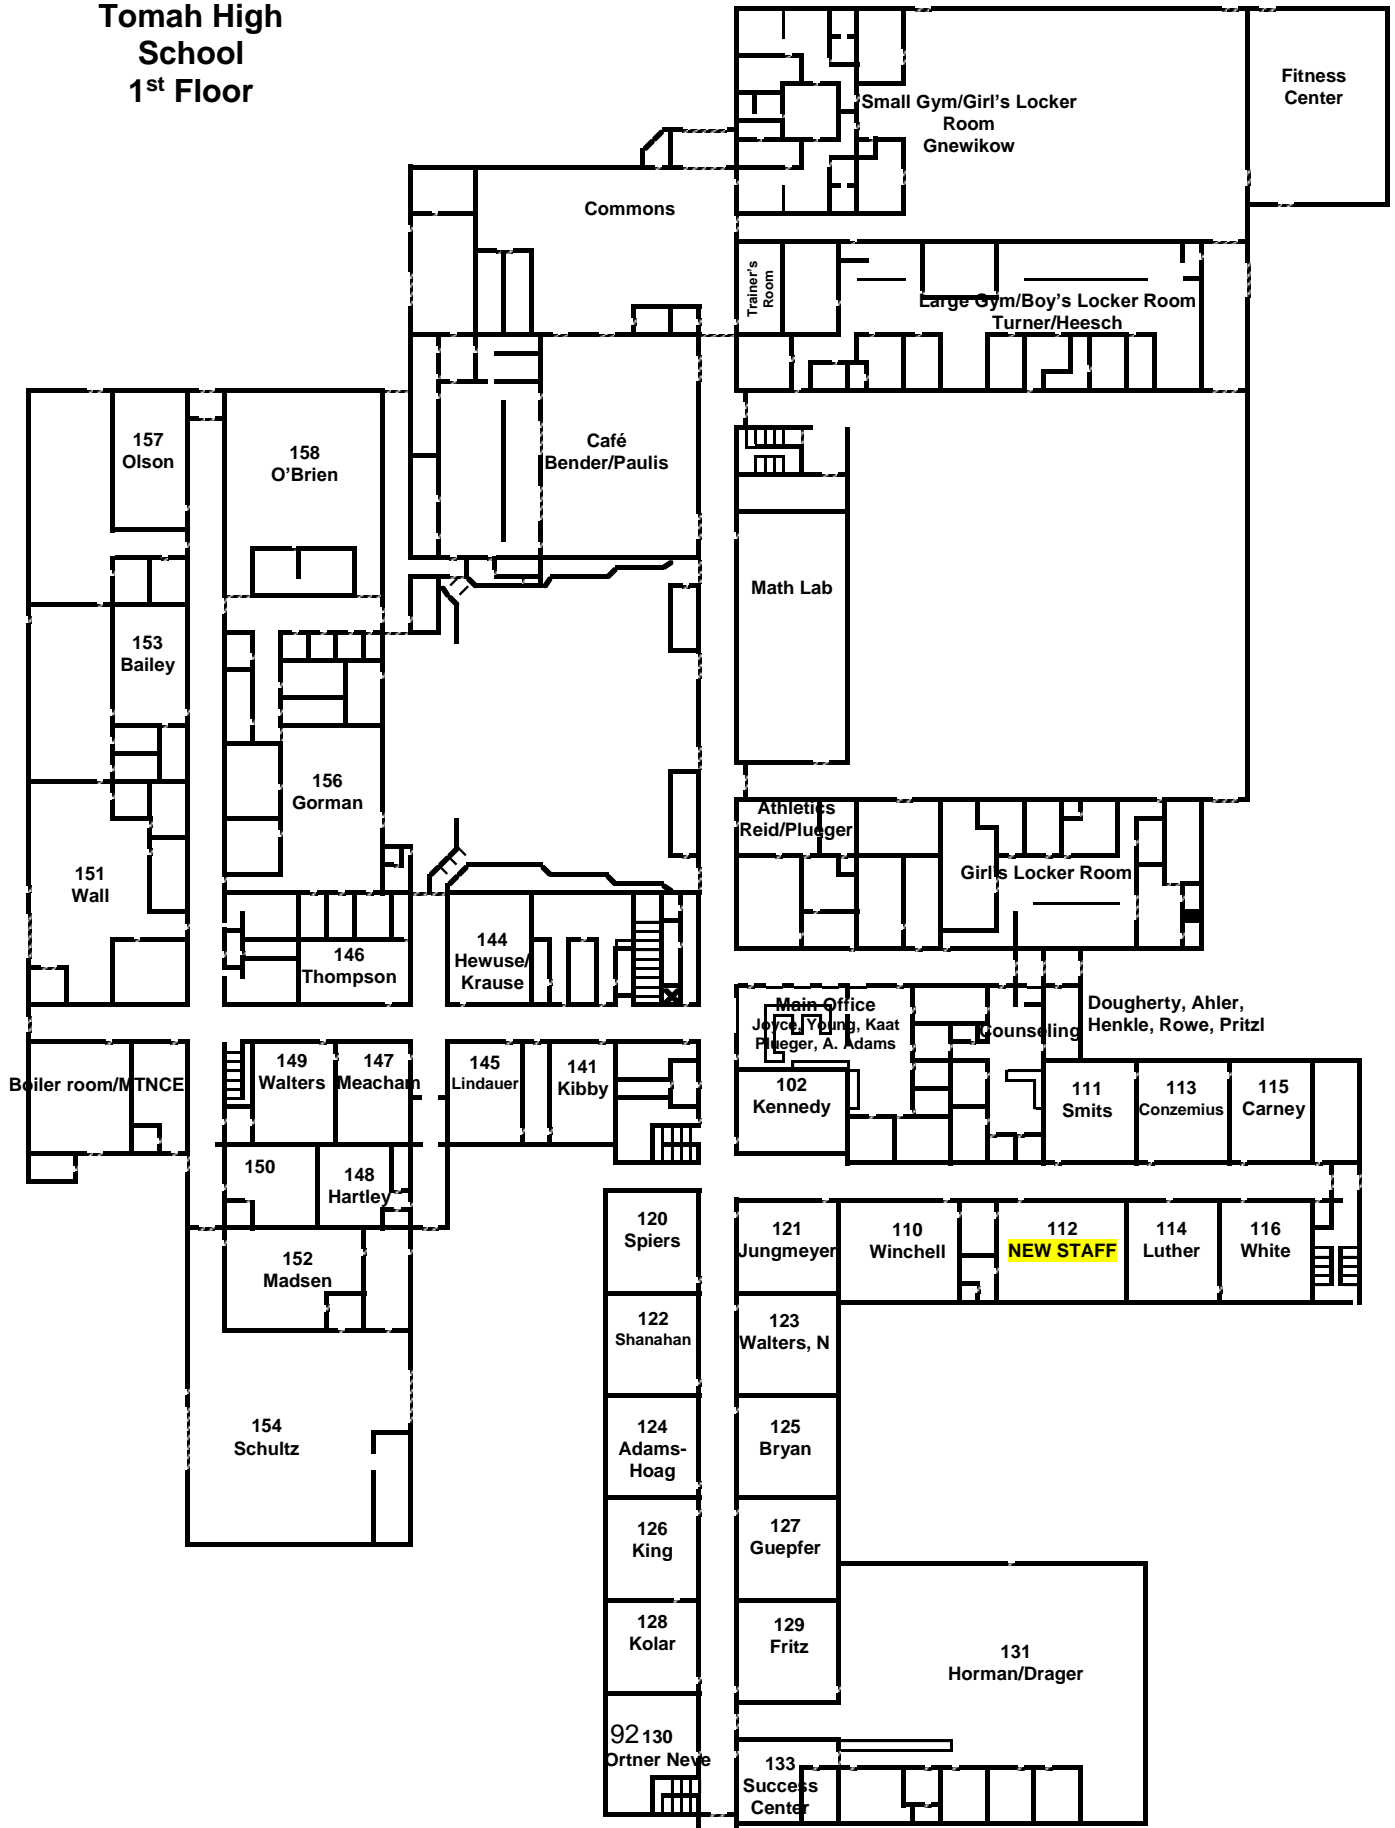 Tomah High
School
1st Floor
Fitness
Center
Small Gym/Girl's Locker
Room
Gnewikow
Commons
Trainer's
Room
Large Gym/Boy's Locker Room
Turner/Heesch
157
Olson
158
O'Brien
Café
Bender/Paulis
Math Lab
153
Bailey
156
Gorman
Athletics
Reid/Plueger
151
Wall
Girl's Locker Room
146
Thompson
144
Hewuse/
Krause
Main Office
Joyce, Young, Kaat
Plueger, A. Adams
Counseling
Dougherty, Ahler,
Henkle, Rowe, Pritzl
Boiler room/MTNCE
149
Walters
147
Meacham
145
Lindauer
141
Kibby
102
Kennedy
111
Smits
113
Conzemius
115
Carney
150
148
Hartley
152
Madsen
120
Spiers
121
Jungmeyer
110
Winchell
112
NEW STAFF
114
Luther
116
White
122
Shanahan
123
Walters, N
154
Schultz
124
Adams-
Hoag
125
Bryan
126
King
127
Guepfer
128
Kolar
129
Fritz
131
Horman/Drager
92
130
Ortner Neve
133
Success
Center